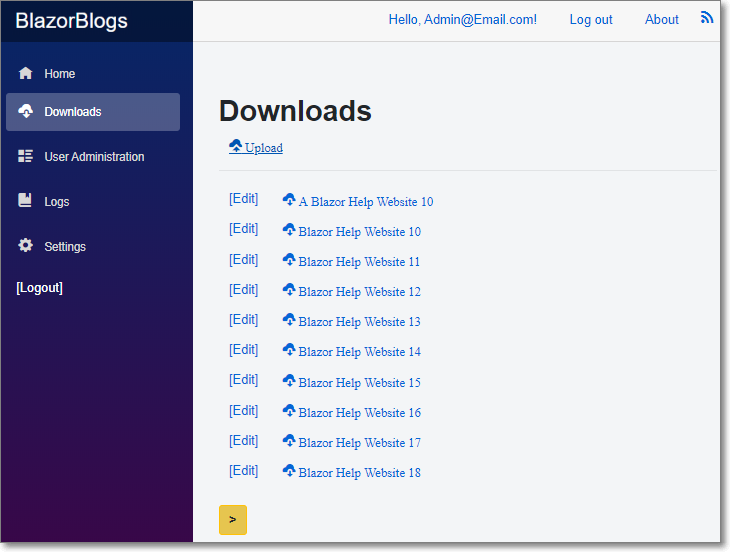 BlazorBlogs
Hello, Admin@Email.com! Log out About
Home
Downloads
User Administration
Logs
Settings
[Logout]
Downloads
Upload
[Edit] A Blazor Help Website 10
[Edit] Blazor Help Website 10
[Edit] Blazor Help Website 11
[Edit] Blazor Help Website 12
[Edit] Blazor Help Website 13
[Edit] Blazor Help Website 14
[Edit] Blazor Help Website 15
[Edit] Blazor Help Website 16
[Edit] Blazor Help Website 17
[Edit] Blazor Help Website 18
>